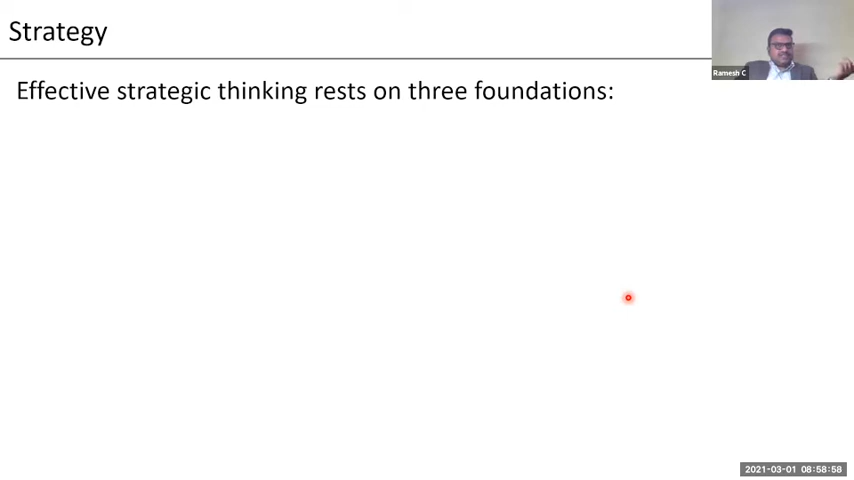 Strategy
Ramesh C
Effective strategic thinking rests on three foundations:
2021-03-01 08:58:58